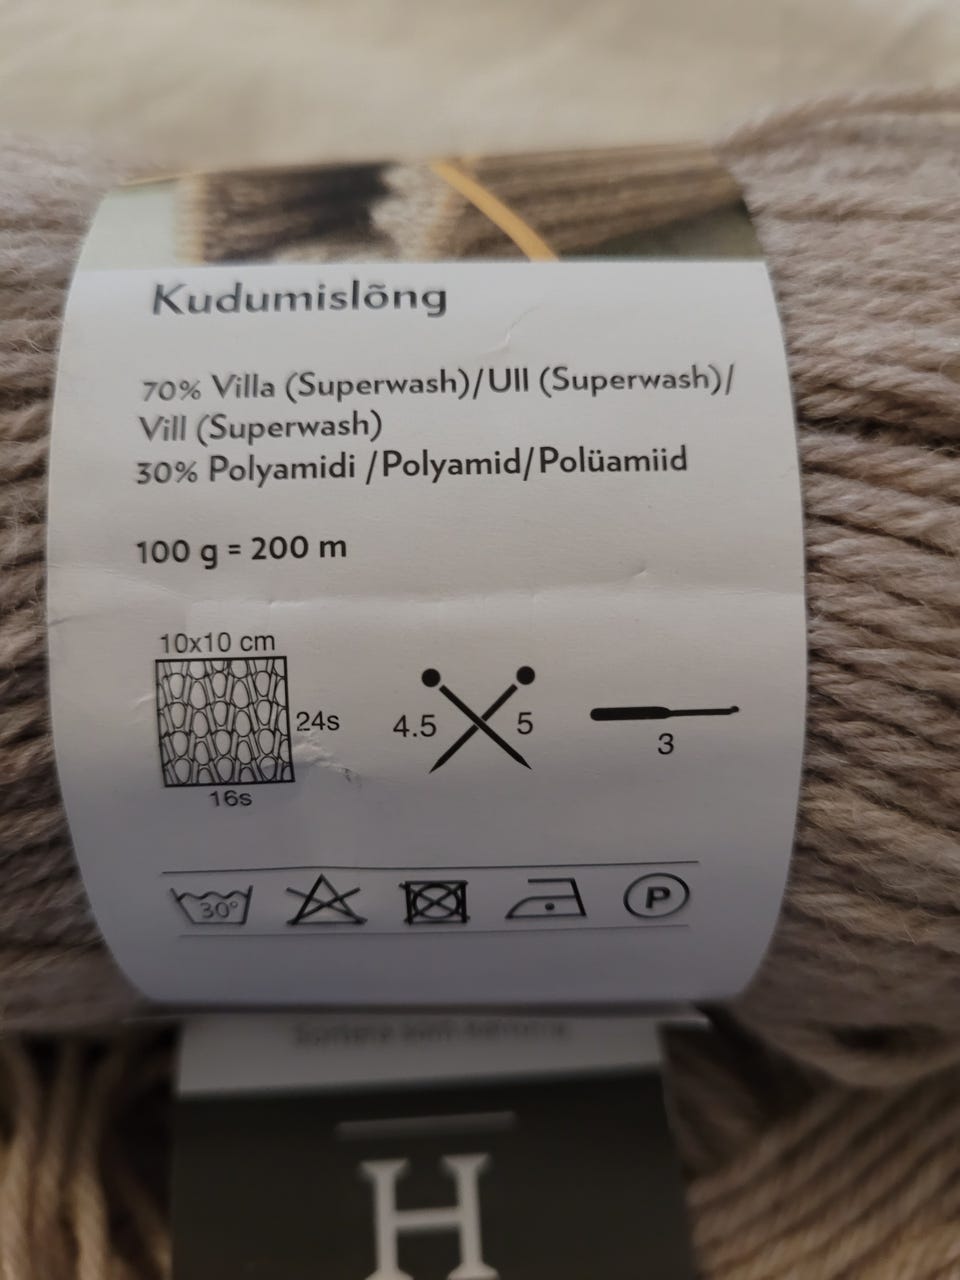 Kudumislõng
70% Villa (Superwash)/Ull (Superwash)/
Vill (Superwash)
30% Polyamidi /Polyamid/Polüamiid
100 g = 200 m
10x10 cm
24s
16s
4.5
5
3
30°
P
H